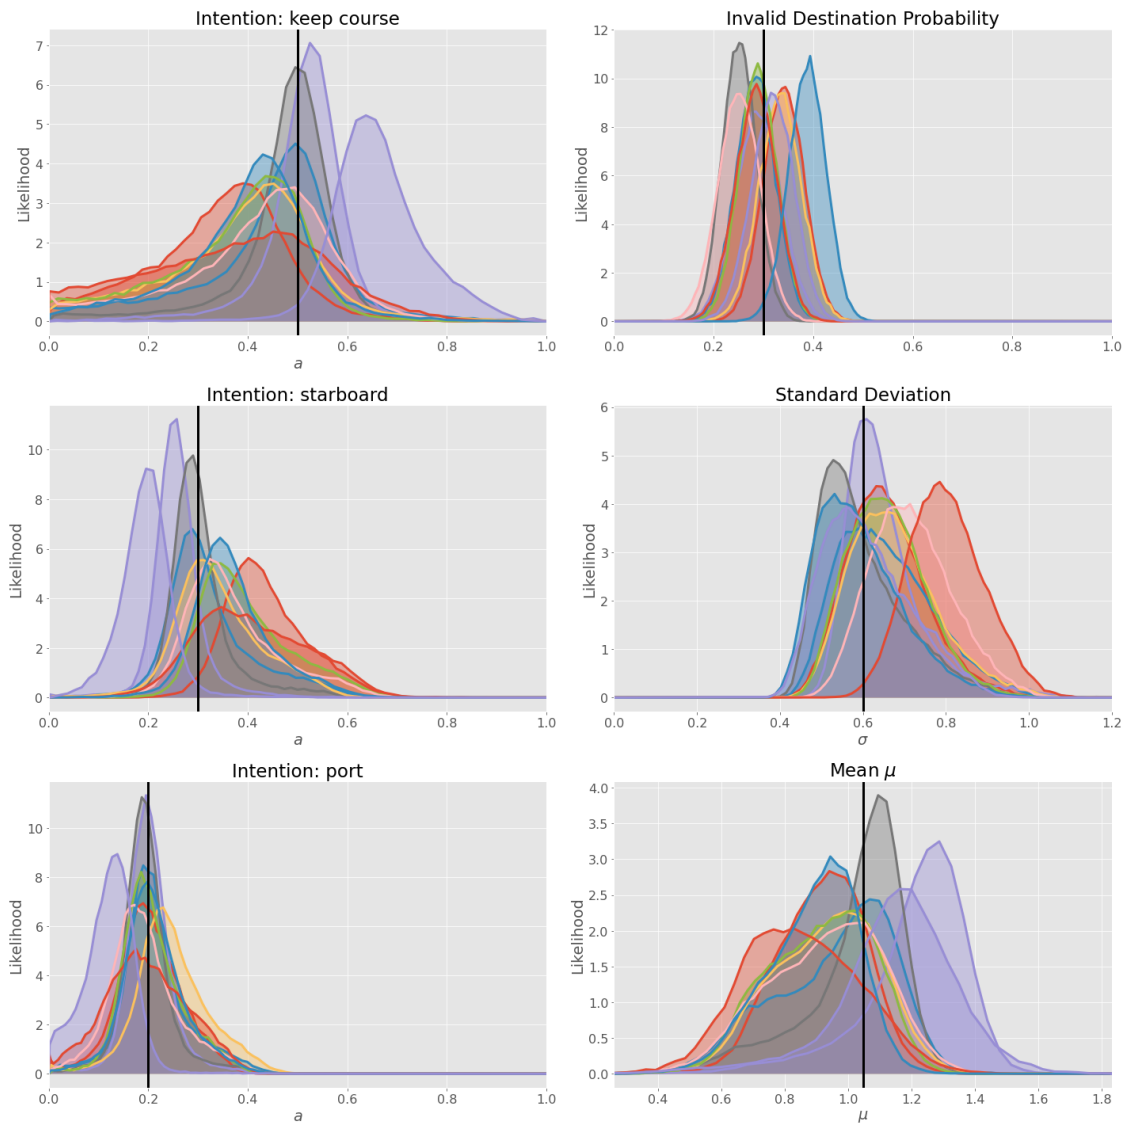 Intention: keep course
Likelihood
7
6
5
4
3
2
1
0
0.0 0.2 0.4 0.6 0.8 1.0
a
Invalid Destination Probability
Likelihood
12
10
8
6
4
2
0
0.0 0.2 0.4 0.6 0.8 1.0
Intention: starboard
Likelihood
10
8
6
4
2
0
0.0 0.2 0.4 0.6 0.8 1.0
a
Standard Deviation
Likelihood
6
5
4
3
2
1
0
0.0 0.2 0.4 0.6 0.8 1.0 1.2
σ
Intention: port
Likelihood
10
8
6
4
2
0
0.0 0.2 0.4 0.6 0.8 1.0
a
Mean μ
Likelihood
4.0
3.5
3.0
2.5
2.0
1.5
1.0
0.5
0.0
0.4 0.6 0.8 1.0 1.2 1.4 1.6 1.8
μ